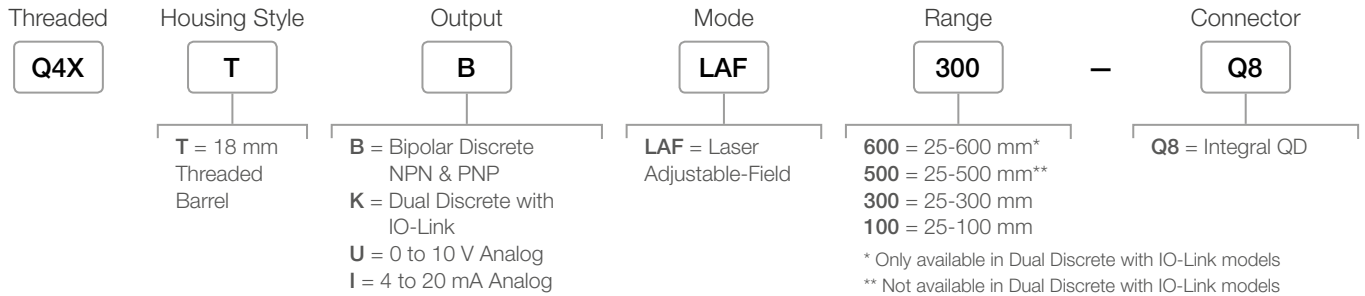 Threaded Housing Style Output Mode Range Connector
Q4X T B LAF 300 – Q8
T = 18 mm
Threaded
Barrel
B = Bipolar Discrete
NPN & PNP
K = Dual Discrete with
IO-Link
U = 0 to 10 V Analog
I = 4 to 20 mA Analog
LAF = Laser
Adjustable-Field
600 = 25-600 mm*
500 = 25-500 mm**
300 = 25-300 mm
100 = 25-100 mm
* Only available in Dual Discrete with IO-Link models
** Not available in Dual Discrete with IO-Link models
Q8 = Integral QD